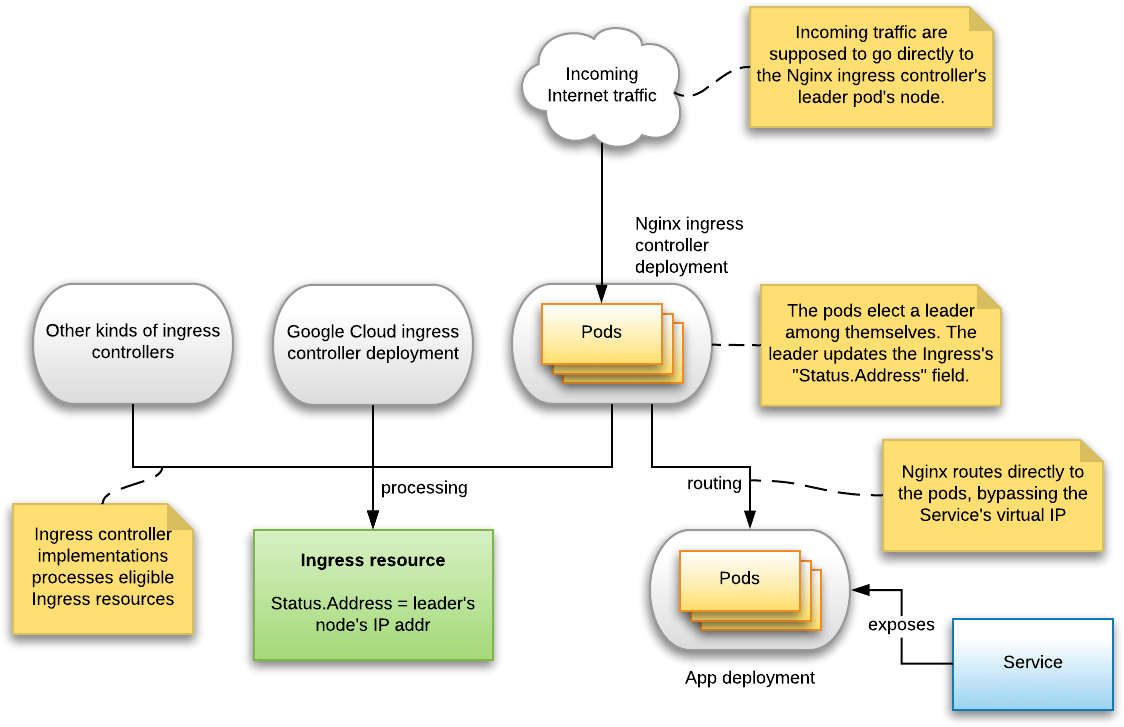 Incoming traffic are
supposed to go directly to
the Nginx ingress controller's
leader pod's node.
Incoming
Internet traffic
Nginx ingress
controller
deployment
Other kinds of ingress
controllers
Google Cloud ingress
controller deployment
Pods
The pods elect a leader
among themselves. The
leader updates the Ingress's
"Status.Address" field.
processing
routing
Nginx routes directly to
the pods, bypassing the
Service's virtual IP
Ingress controller
implementations
processes eligible
Ingress resources
Ingress resource
Status.Address = leader's
node's IP addr
Pods
exposes
Service
App deployment